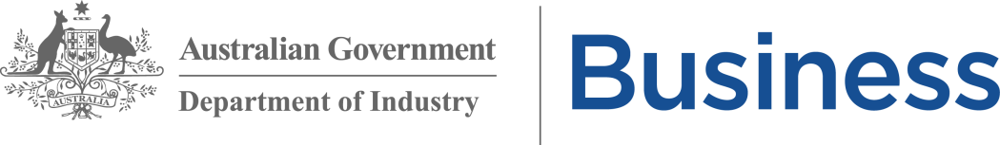 AUSTRALIA
Australian Government
Department of Industry
Business